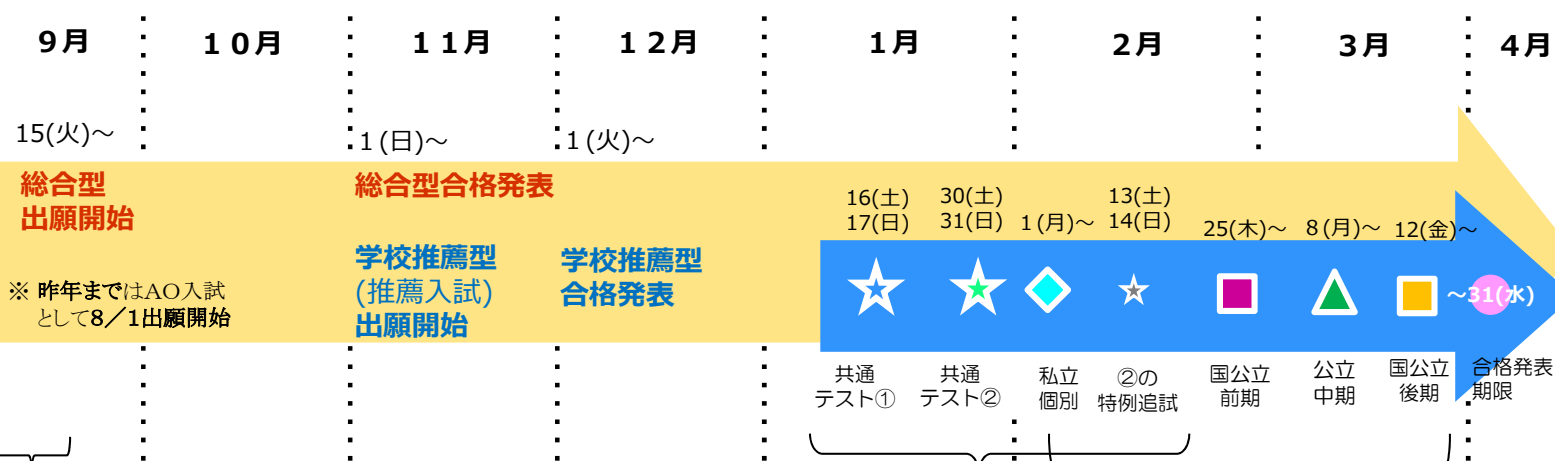 9月
10月
11月
12月
1月
2月
3月
4月
15(火)～
1(日)～
1(火)～
総合型
出願開始
総合型合格発表
※ 昨年まではAO入試
として8／1出願開始
学校推薦型
(推薦入試)
出願開始
学校推薦型
合格発表
16(土)
17(日)
30(土)
31(日)
1(月)～
13(土)
14(日)
25(木)～
8(月)～
12(金)～
～31(水)
共通
テスト①
共通
テスト②
私立
個別
②の
特例追試
国公立
前期
公立
中期
国公立
後期
合格発表
期限